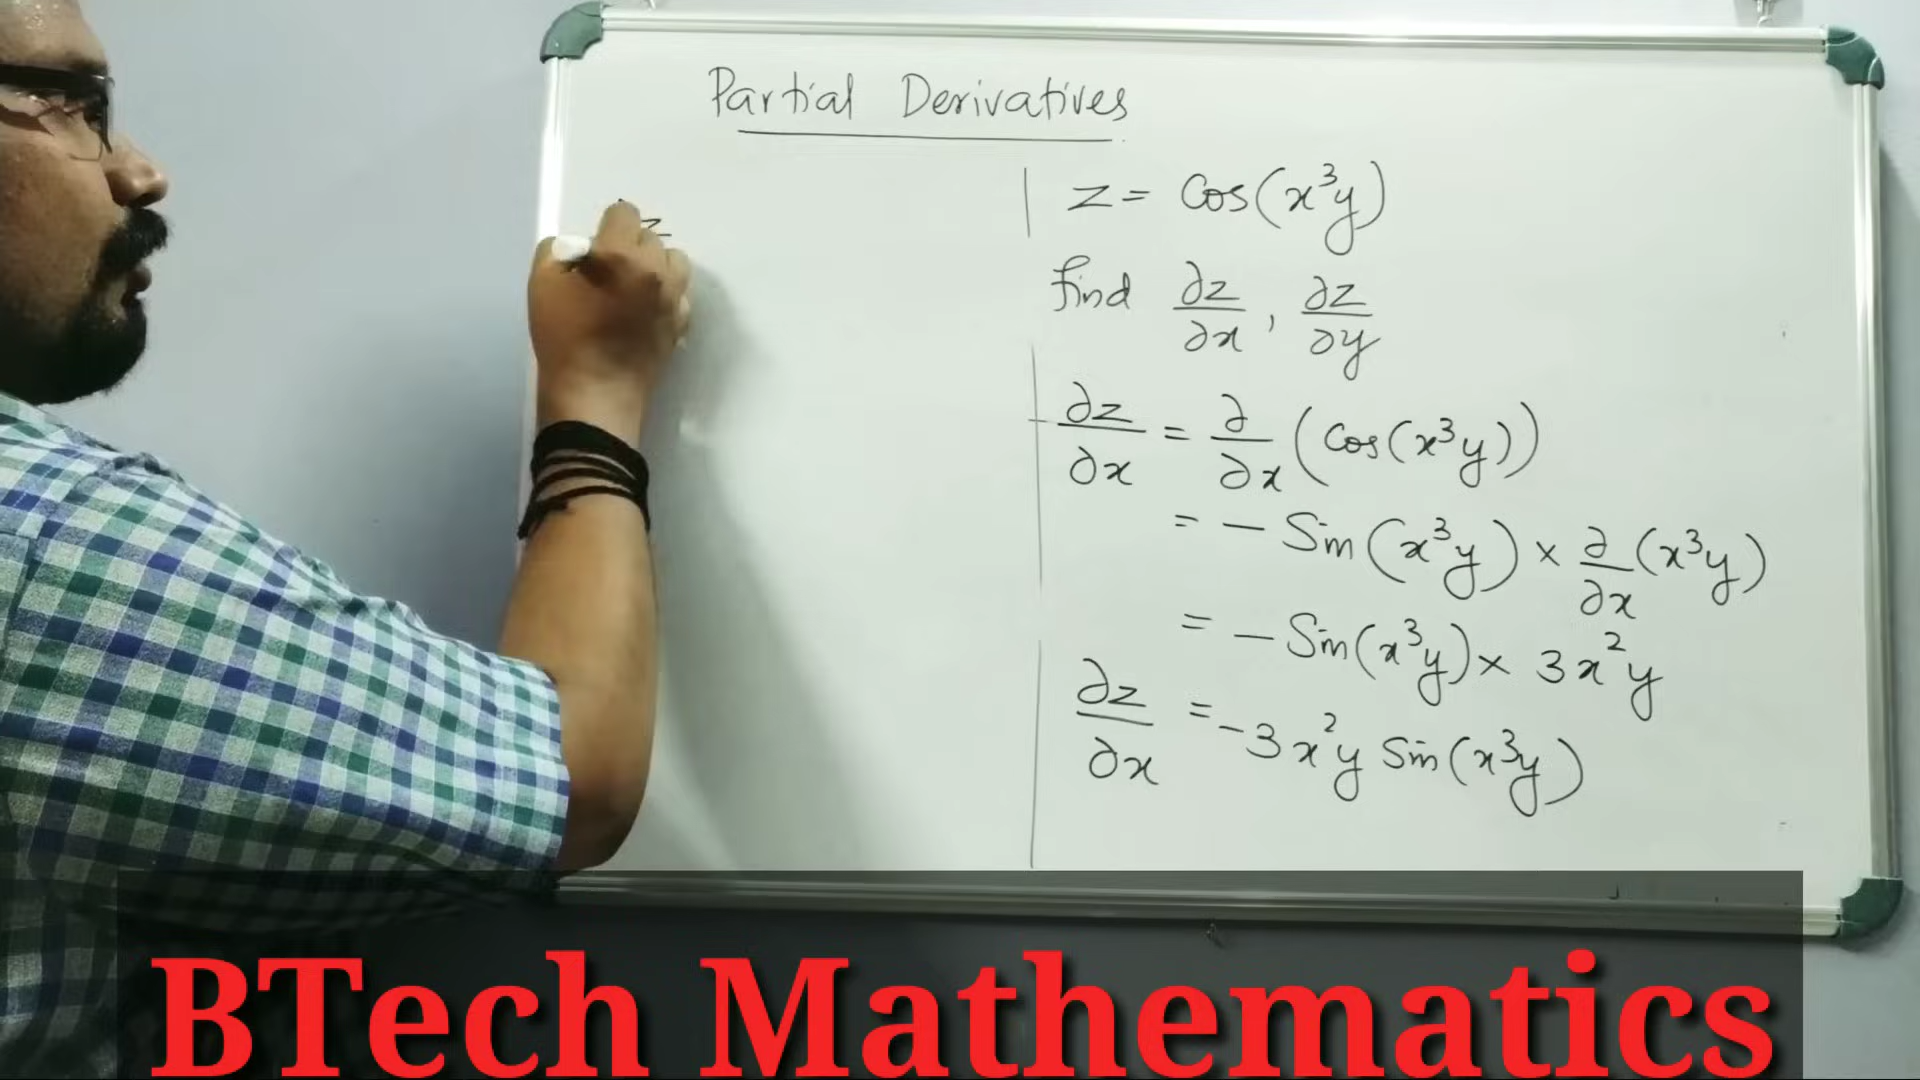 Partial Derivatives
z
z = Cos(x³y)
find ∂z/∂x , ∂z/∂y
∂z/∂x = ∂/∂x (Cos(x³y))
= - Sin(x³y) × ∂/∂x (x³y)
= - Sin(x³y) × 3x²y
∂z/∂x = -3x²y Sin(x³y)
BTech Mathematics